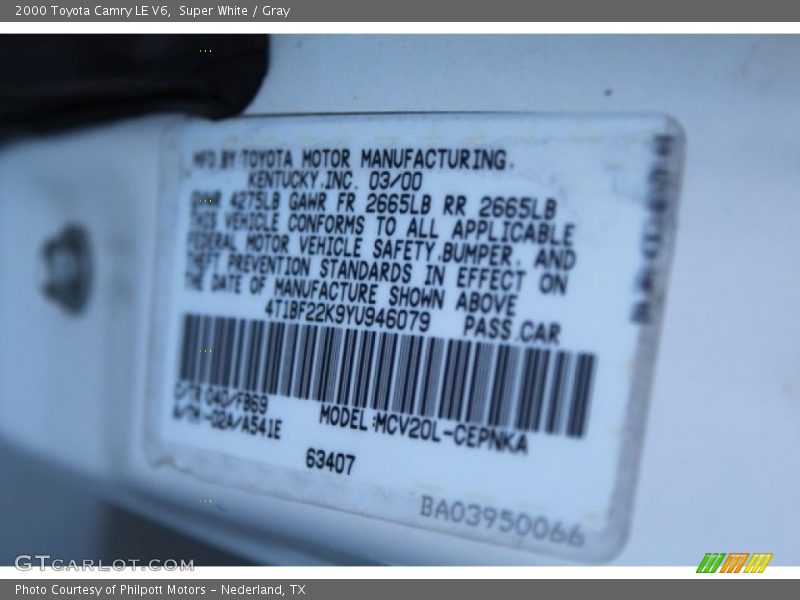 2000 Toyota Camry LE V6, Super White / Gray
MFD BY TOYOTA MOTOR MANUFACTURING.
KENTUCKY.INC. 03/00
4275LB GAWR FR 2665LB RR 2665LB
THIS VEHICLE CONFORMS TO ALL APPLICABLE
FEDERAL MOTOR VEHICLE SAFETY,BUMPER, AND
THEFT PREVENTION STANDARDS IN EFFECT ON
THE DATE OF MANUFACTURE SHOWN ABOVE
4T1BF22K9YU946079 PASS.CAR
C/TR 040/FB69
A/TM -02A/A541E MODEL:MCV20L-CEPNKA
63407
BA03950066
GTCARLOT.COM
Photo Courtesy of Philpott Motors - Nederland, TX